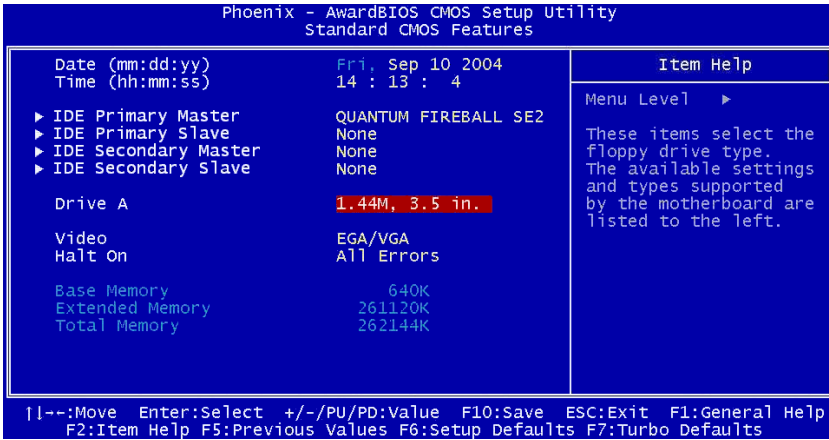 Phoenix - AwardBIOS CMOS Setup Utility
Standard CMOS Features
Date (mm:dd:yy) Fri, Sep 10 2004
Time (hh:mm:ss) 14 : 13 : 4
▶ IDE Primary Master QUANTUM FIREBALL SE2
▶ IDE Primary Slave None
▶ IDE Secondary Master None
▶ IDE Secondary Slave None
Drive A 1.44M, 3.5 in.
Video EGA/VGA
Halt On All Errors
Base Memory 640K
Extended Memory 261120K
Total Memory 262144K
Item Help
Menu Level ▶
These items select the
floppy drive type.
The available settings
and types supported
by the motherboard are
listed to the left.
↑↓→←:Move Enter:Select +/-/PU/PD:Value F10:Save ESC:Exit F1:General Help
F2:Item Help F5:Previous Values F6:Setup Defaults F7:Turbo Defaults